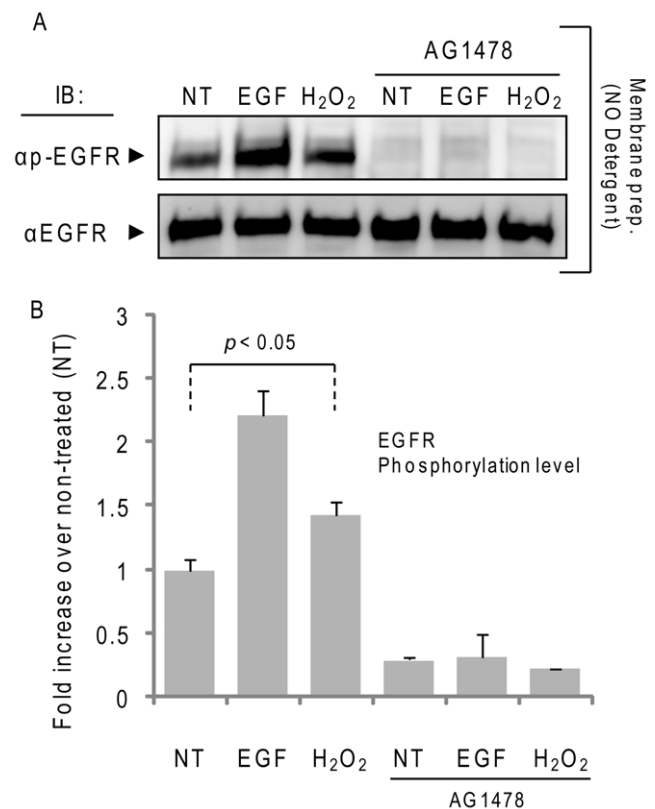 A
AG1478
IB:
NT EGF H₂O₂ NT EGF H₂O₂
αp-EGFR
αEGFR
Membrane prep.
(NO Detergent)
B
Fold increase over non-treated (NT)
3
2.5
2
1.5
1
0.5
0
p < 0.05
EGFR
Phosphorylation level
NT EGF H₂O₂ NT EGF H₂O₂
AG1478